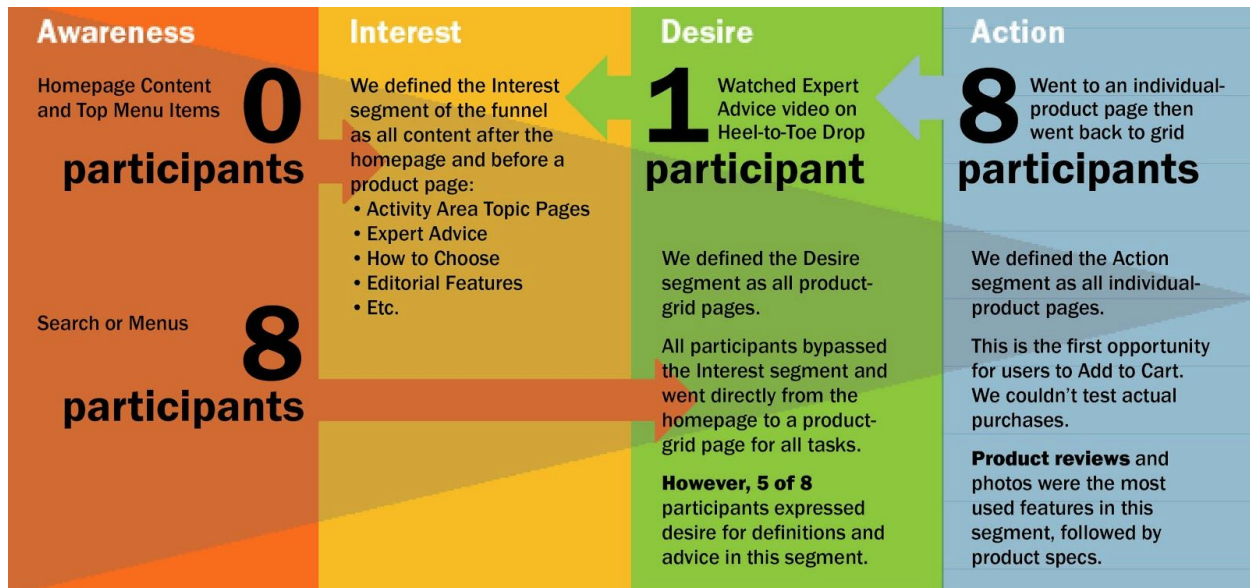 Awareness
Homepage Content
and Top Menu Items
0
participants
Search or Menus
8
participants
Interest
We defined the Interest
segment of the funnel
as all content after the
homepage and before a
product page:
• Activity Area Topic Pages
• Expert Advice
• How to Choose
• Editorial Features
• Etc.
Desire
1
Watched Expert
Advice video on
Heel-to-Toe Drop
participant
We defined the Desire
segment as all product-
grid pages.
All participants bypassed
the Interest segment and
went directly from the
homepage to a product-
grid page for all tasks.
However, 5 of 8
participants expressed
desire for definitions and
advice in this segment.
Action
8
Went to an individual-
product page then
went back to grid
participants
We defined the Action
segment as all individual-
product pages.
This is the first opportunity
for users to Add to Cart.
We couldn't test actual
purchases.
Product reviews and
photos were the most
used features in this
segment, followed by
product specs.